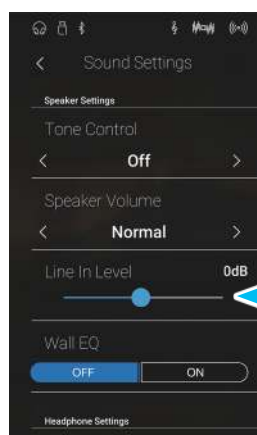 Sound Settings
Speaker Settings
Tone Control
Off
Speaker Volume
Normal
Line In Level 0dB
Wall EQ
OFF ON
Headphone Settings